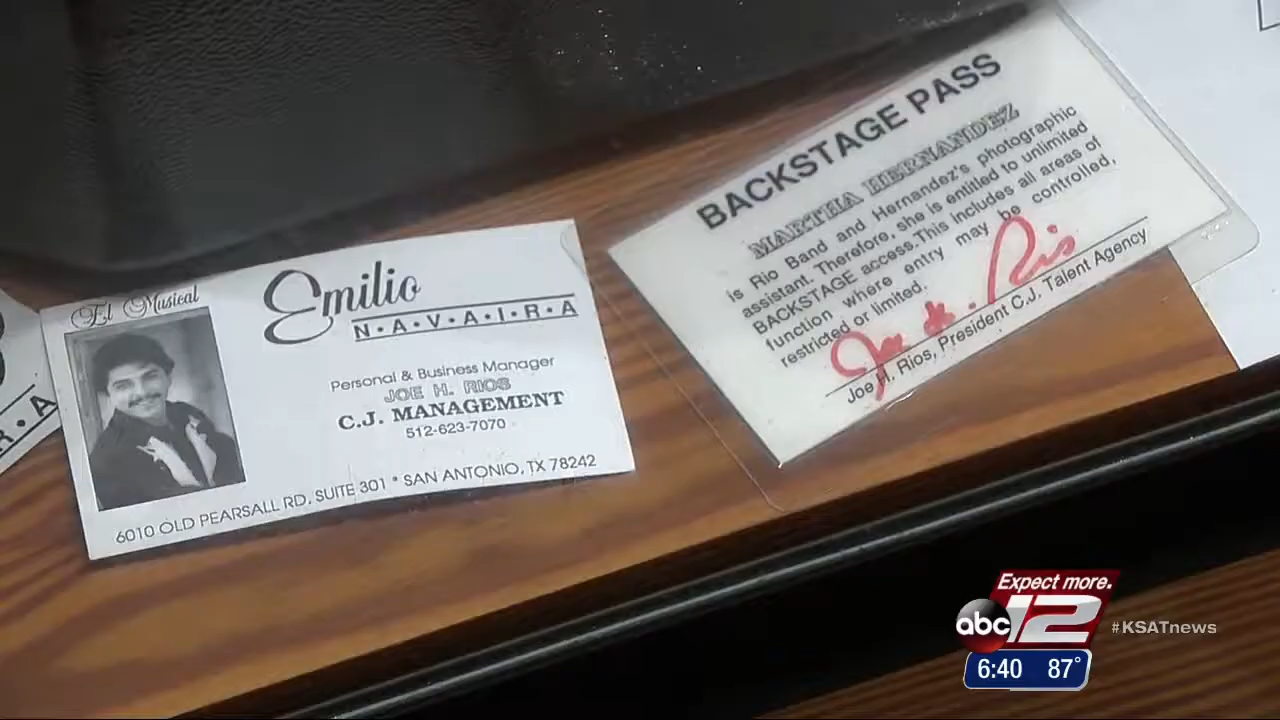 El Musical
Emilio
N•A•V•A•I•R•A
Personal & Business Manager
JOE H. RIOS
C.J. MANAGEMENT
512-623-7070
6010 OLD PEARSALL RD. SUITE 301 * SAN ANTONIO, TX 78242
R•A
BACKSTAGE PASS
MARTHA HERNANDEZ
is Rio Band and Hernandez's photographic
assistant. Therefore, she is entitled to unlimited
BACKSTAGE access. This includes all areas of
function where entry may be controlled,
restricted or limited.
Joe H. Rios
Joe H. Rios, President C.J. Talent Agency
Expect more.
abc 12
#KSATnews
6:40 87°